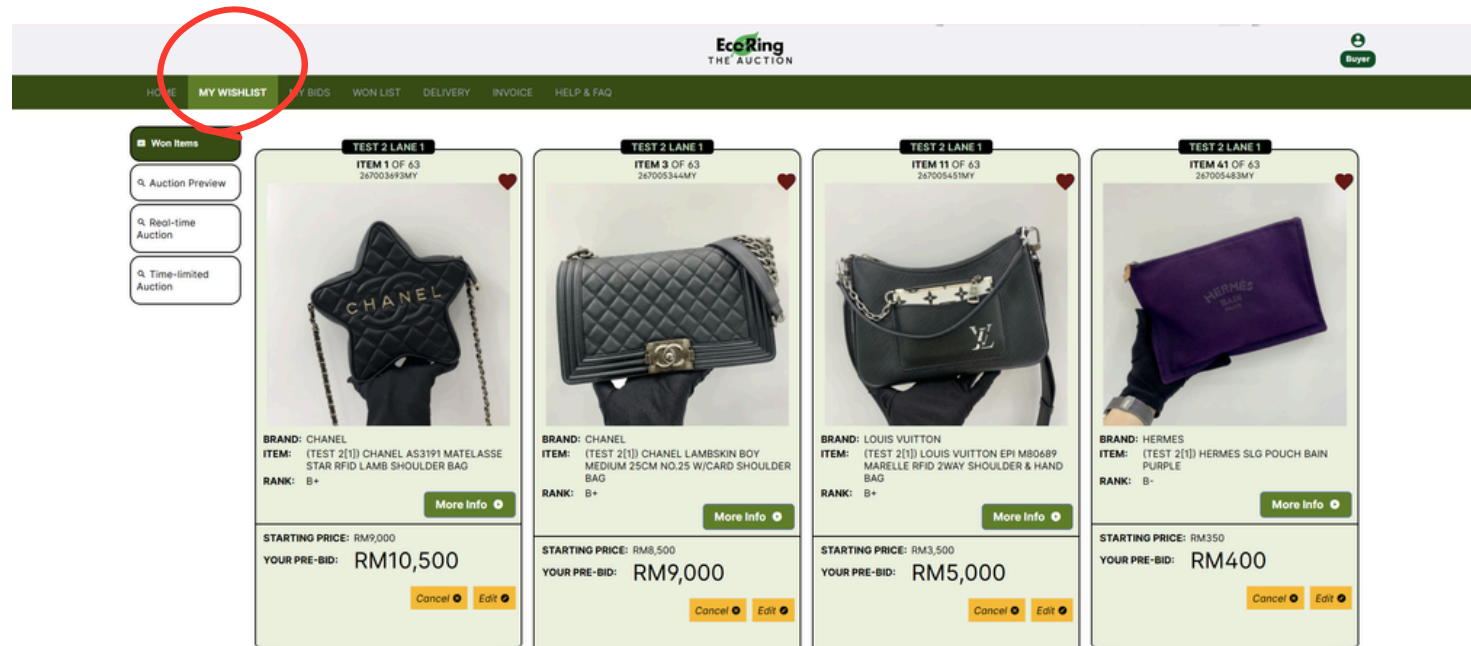 EcoRing
THE AUCTION
Buyer
HOME MY WISHLIST MY BIDS WON LIST DELIVERY INVOICE HELP & FAQ
Won Items
Auction Preview
Real-time
Auction
Time-limited
Auction
TEST 2 LANE 1
ITEM 1 OF 63
267003693MY
CHANEL
BRAND: CHANEL
ITEM: (TEST 2[1]) CHANEL AS3191 MATELASSE
STAR RFID LAMB SHOULDER BAG
RANK: B+
More Info
STARTING PRICE: RM9,000
YOUR PRE-BID: RM10,500
Cancel Edit
TEST 2 LANE 1
ITEM 3 OF 63
267005344MY
BRAND: CHANEL
ITEM: (TEST 2[1]) CHANEL LAMBSKIN BOY
MEDIUM 25CM NO.25 W/CARD SHOULDER
BAG
RANK: B+
More Info
STARTING PRICE: RM8,500
YOUR PRE-BID: RM9,000
Cancel Edit
TEST 2 LANE 1
ITEM 11 OF 63
267005451MY
LV
BRAND: LOUIS VUITTON
ITEM: (TEST 2[1]) LOUIS VUITTON EPI M80689
MARELLE RFID 2WAY SHOULDER & HAND
BAG
RANK: B+
More Info
STARTING PRICE: RM3,500
YOUR PRE-BID: RM5,000
Cancel Edit
TEST 2 LANE 1
ITEM 41 OF 63
267005483MY
HERMÈS
BAIN
PARIS
BRAND: HERMES
ITEM: (TEST 2[1]) HERMES SLG POUCH BAIN
PURPLE
RANK: B-
More Info
STARTING PRICE: RM350
YOUR PRE-BID: RM400
Cancel Edit